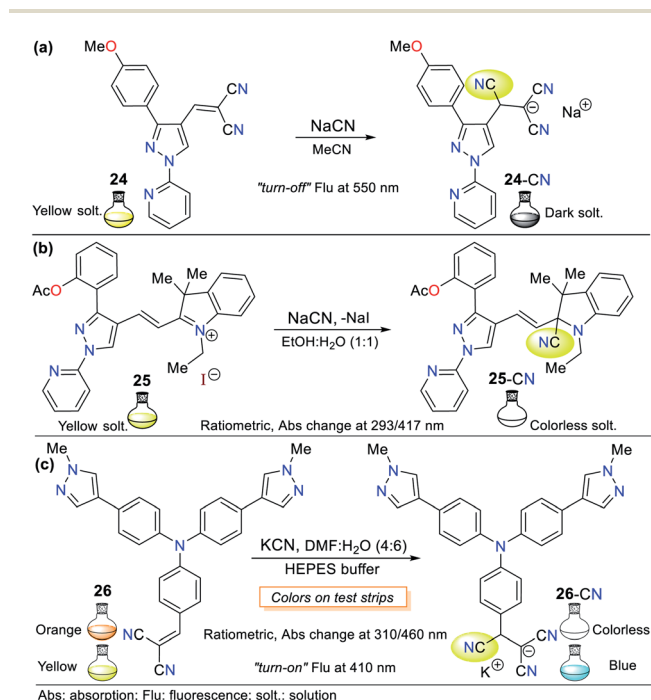 (a)
MeO
CN
CN
N
N
N
24
Yellow solt.
NaCN
MeCN
"turn-off" Flu at 550 nm
MeO
NC
CN
⊖
CN
Na⊕
N
N
N
24-CN
Dark solt.
(b)
AcO
Me Me
N⊕
N
N
N
Me
I⊖
25
Yellow solt.
NaCN, -NaI
EtOH:H₂O (1:1)
Ratiometric, Abs change at 293/417 nm
AcO
Me Me
N
NC
N
N
N
Me
25-CN
Colorless solt.
(c)
Me
N
N
Me
N
N
N
26
Orange
Yellow
NC
CN
KCN, DMF:H₂O (4:6)
HEPES buffer
Colors on test strips
Ratiometric, Abs change at 310/460 nm
"turn-on" Flu at 410 nm
Me
N
N
Me
N
N
N
26-CN
Colorless
Blue
NC
CN
⊖
K⊕
CN
Abs: absorption; Flu: fluorescence; solt.: solution